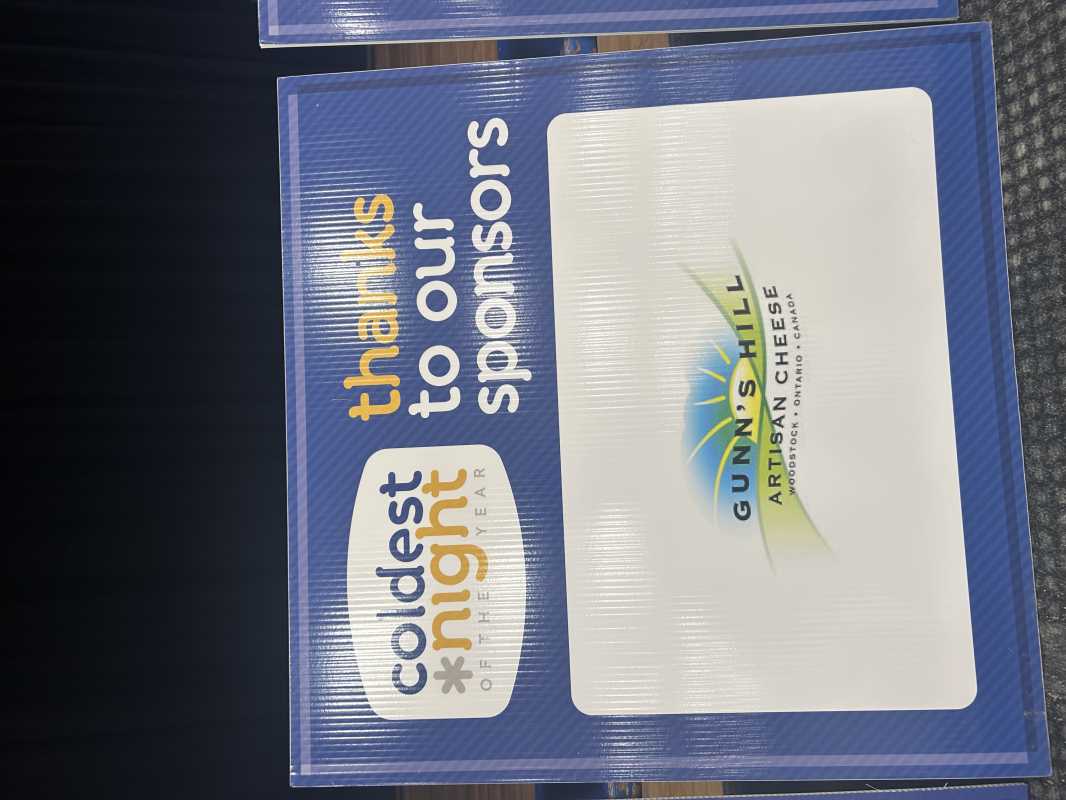 coldest
*night
OF THE YEAR
thanks
to our
sponsors
GUNN'S HILL
ARTISAN CHEESE
WOODSTOCK • ONTARIO • CANADA